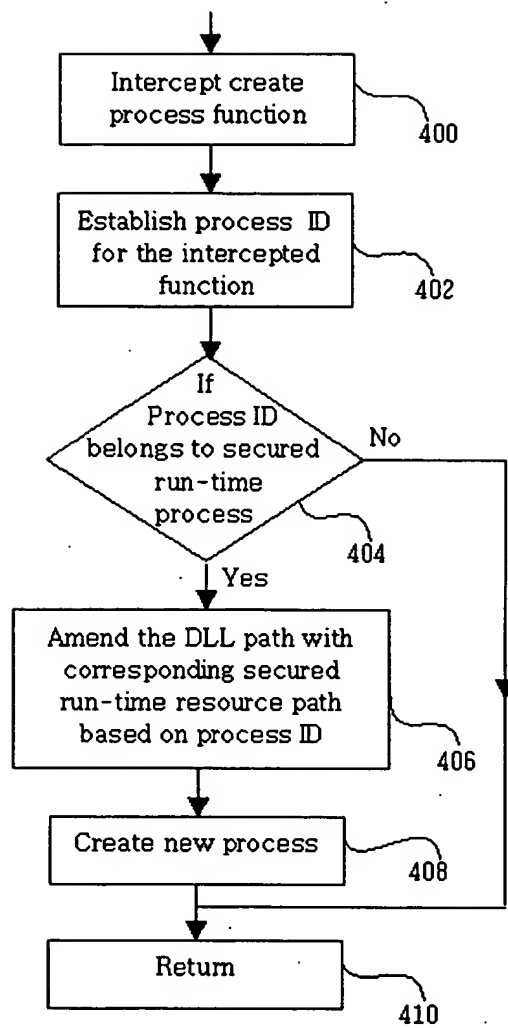 Intercept create
process function
400
Establish process ID
for the intercepted
function
402
If
Process ID
belongs to secured
run-time
process
No
404
Yes
Amend the DLL path with
corresponding secured
run-time resource path
based on process ID
406
Create new process
408
Return
410